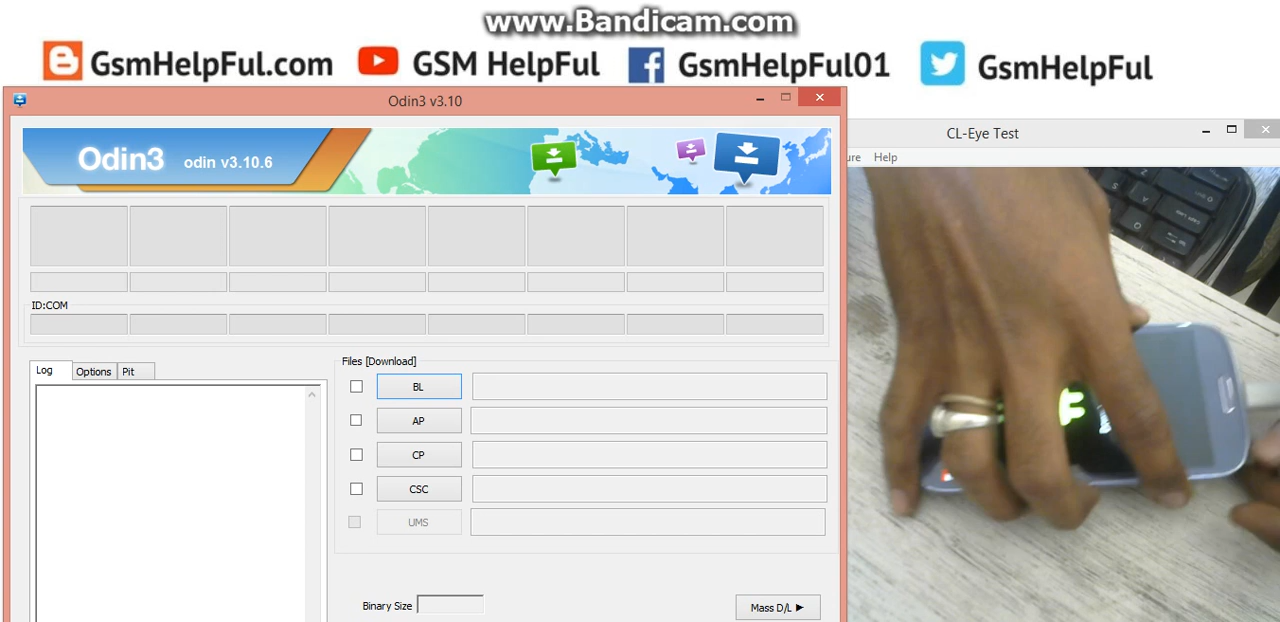 www.Bandicam.com
GsmHelpFul.com GSM HelpFul GsmHelpFul01 GsmHelpFul
Odin3 v3.10
CL-Eye Test
Odin3 odin v3.10.6
ure Help
ID:COM
Log Options Pit
Files [Download]
BL
AP
CP
CSC
UMS
Binary Size
Mass D/L ►